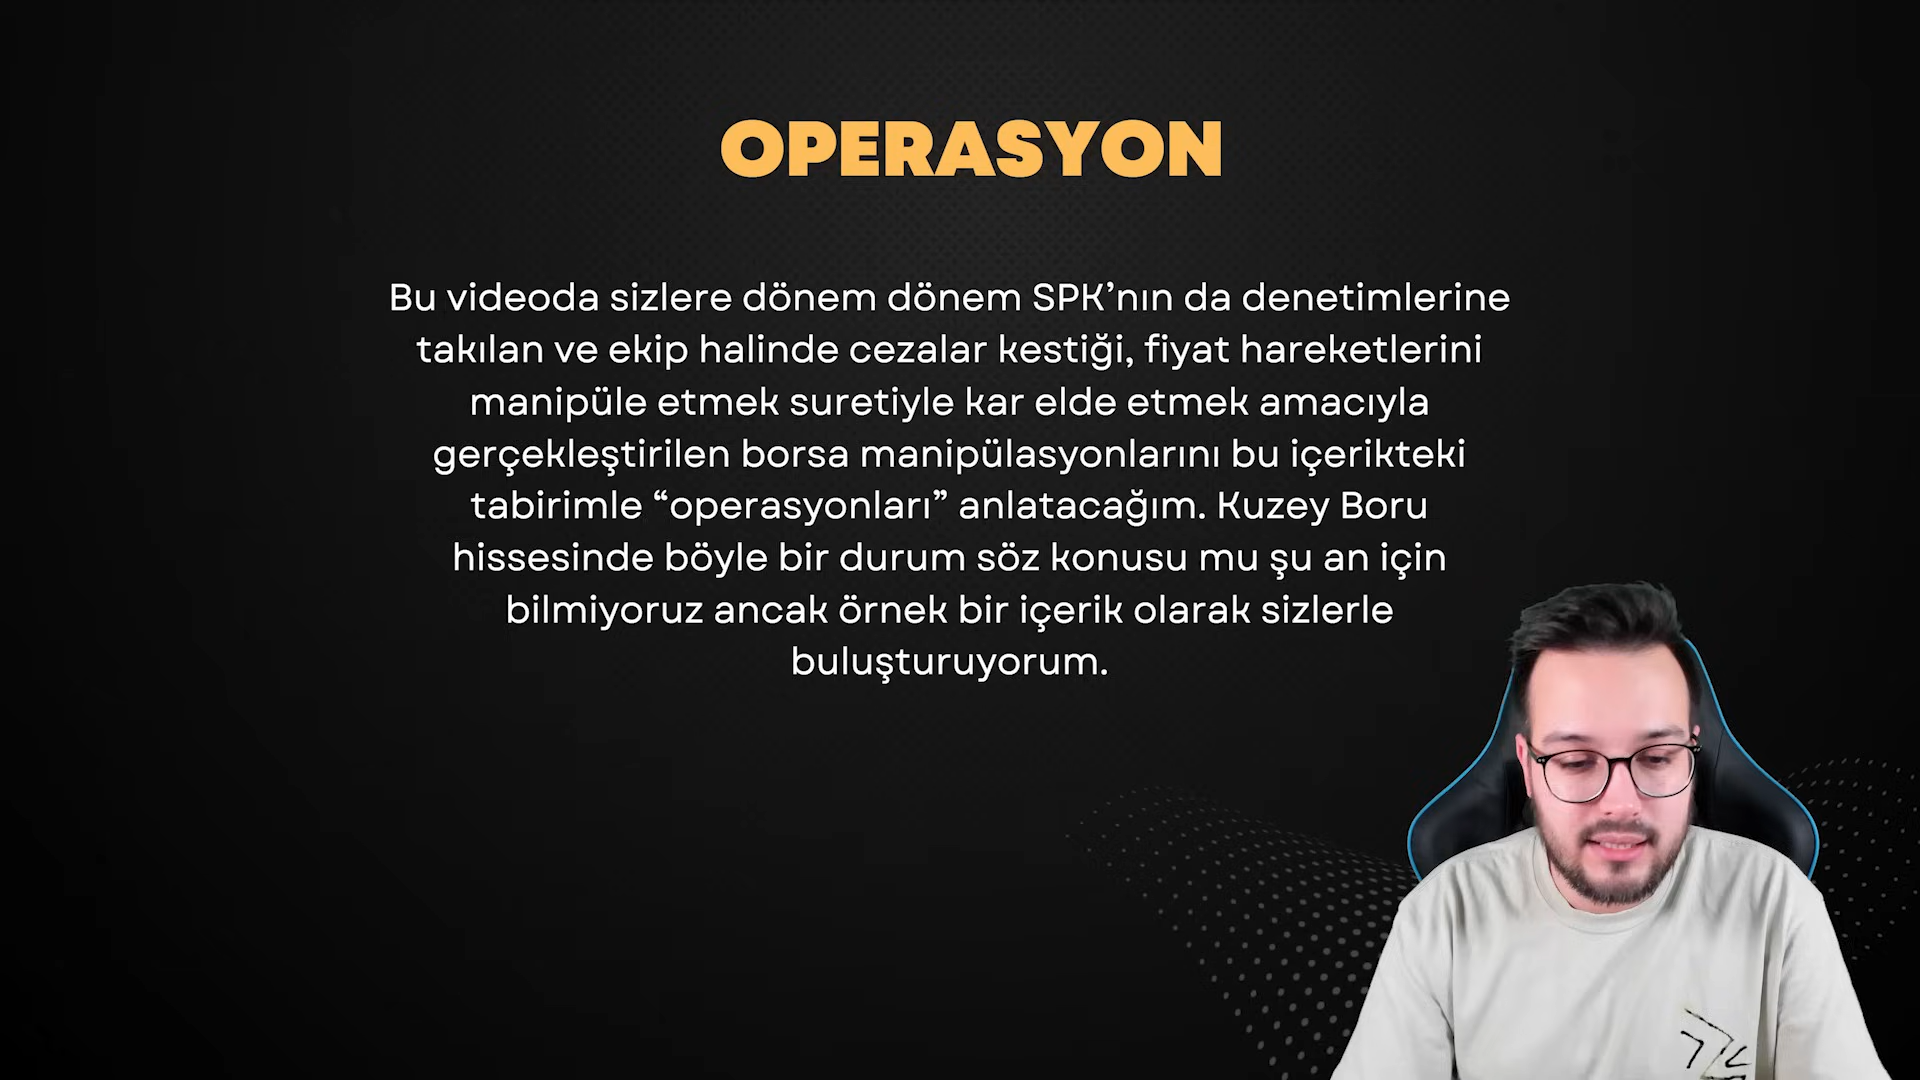 OPERASYON
Bu videoda sizlere dönem dönem SPK’nın da denetimlerine
takılan ve ekip halinde cezalar kestiği, fiyat hareketlerini
manipüle etmek suretiyle kar elde etmek amacıyla
gerçekleştirilen borsa manipülasyonlarını bu içerikteki
tabirimle “operasyonları” anlatacağım. Kuzey Boru
hissesinde böyle bir durum söz konusu mu şu an için
bilmiyoruz ancak örnek bir içerik olarak sizlerle
buluşturuyorum.